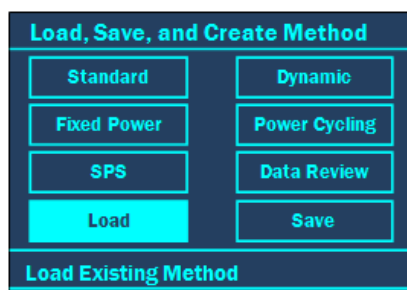 Load, Save, and Create Method
Standard Dynamic
Fixed Power Power Cycling
SPS Data Review
Load Save
Load Existing Method